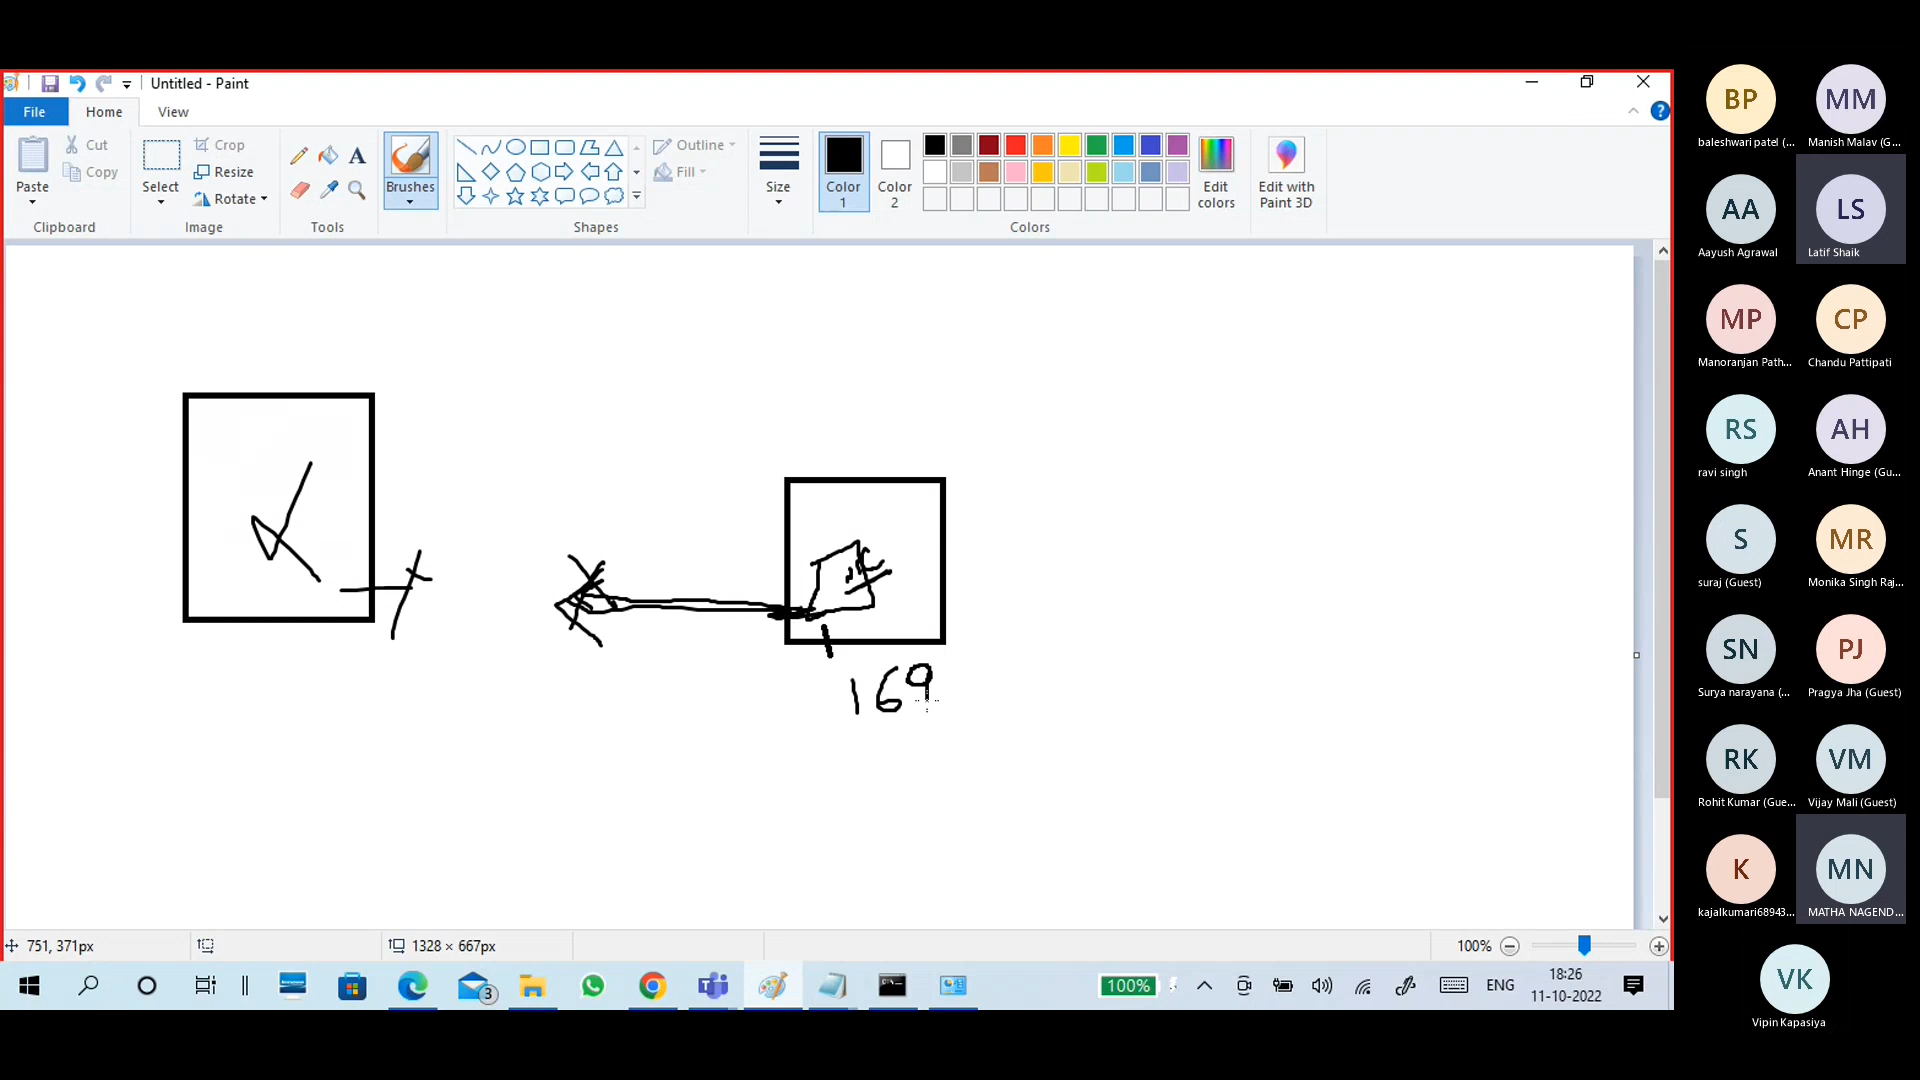 Untitled - Paint
File Home View
Cut
Copy
Paste
Clipboard
Crop
Resize
Rotate
Select
Image
A
Tools
Brushes
Outline
Fill
Shapes
Size
Color 1
Color 2
Edit colors
Edit with Paint 3D
Colors
?
169
751, 371px
1328 × 667px
100%
3
100%
ENG
18:26
11-10-2022
BP
baleshwari patel (...
MM
Manish Malav (G...
AA
Aayush Agrawal
LS
Latif Shaik
MP
Manoranjan Path...
CP
Chandu Pattipati
RS
ravi singh
AH
Anant Hinge (Gu...
S
suraj (Guest)
MR
Monika Singh Raj...
SN
Surya narayana (...
PJ
Pragya Jha (Guest)
RK
Rohit Kumar (Gue...
VM
Vijay Mali (Guest)
K
kajalkumari68943...
MN
MATHA NAGEND...
VK
Vipin Kapasiya